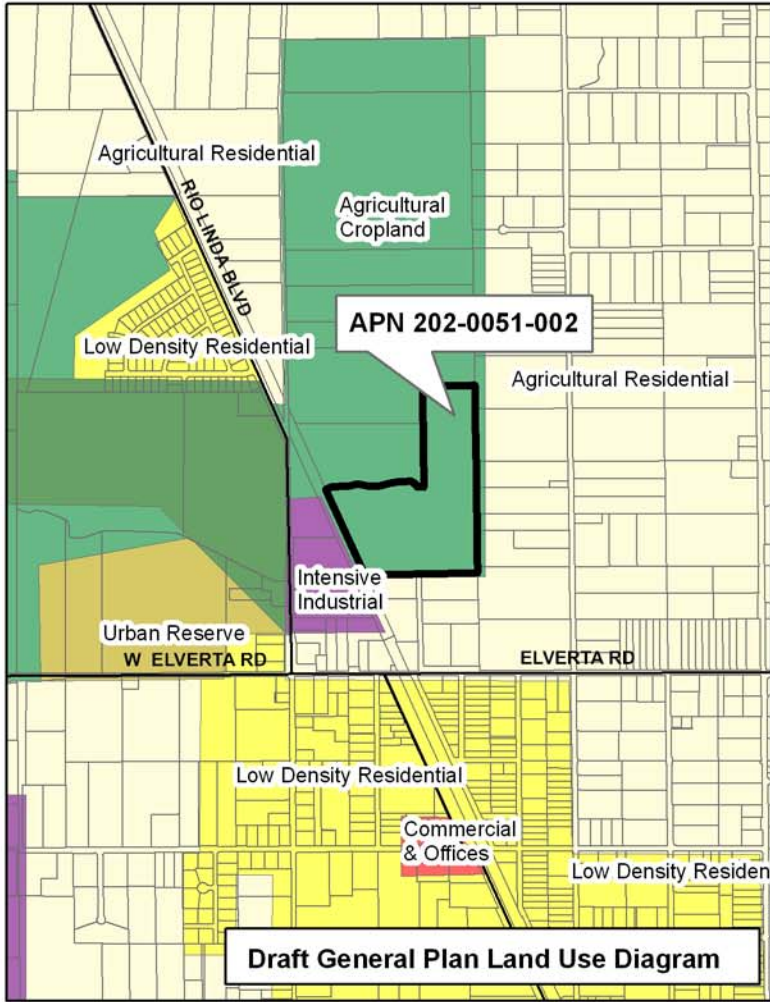 Agricultural Residential
RIO LINDA BLVD
Agricultural
Cropland
APN 202-0051-002
Low Density Residential
Agricultural Residential
Intensive
Industrial
Urban Reserve
W ELVERTA RD
ELVERTA RD
Low Density Residential
Commercial
& Offices
Low Density Residen
Draft General Plan Land Use Diagram